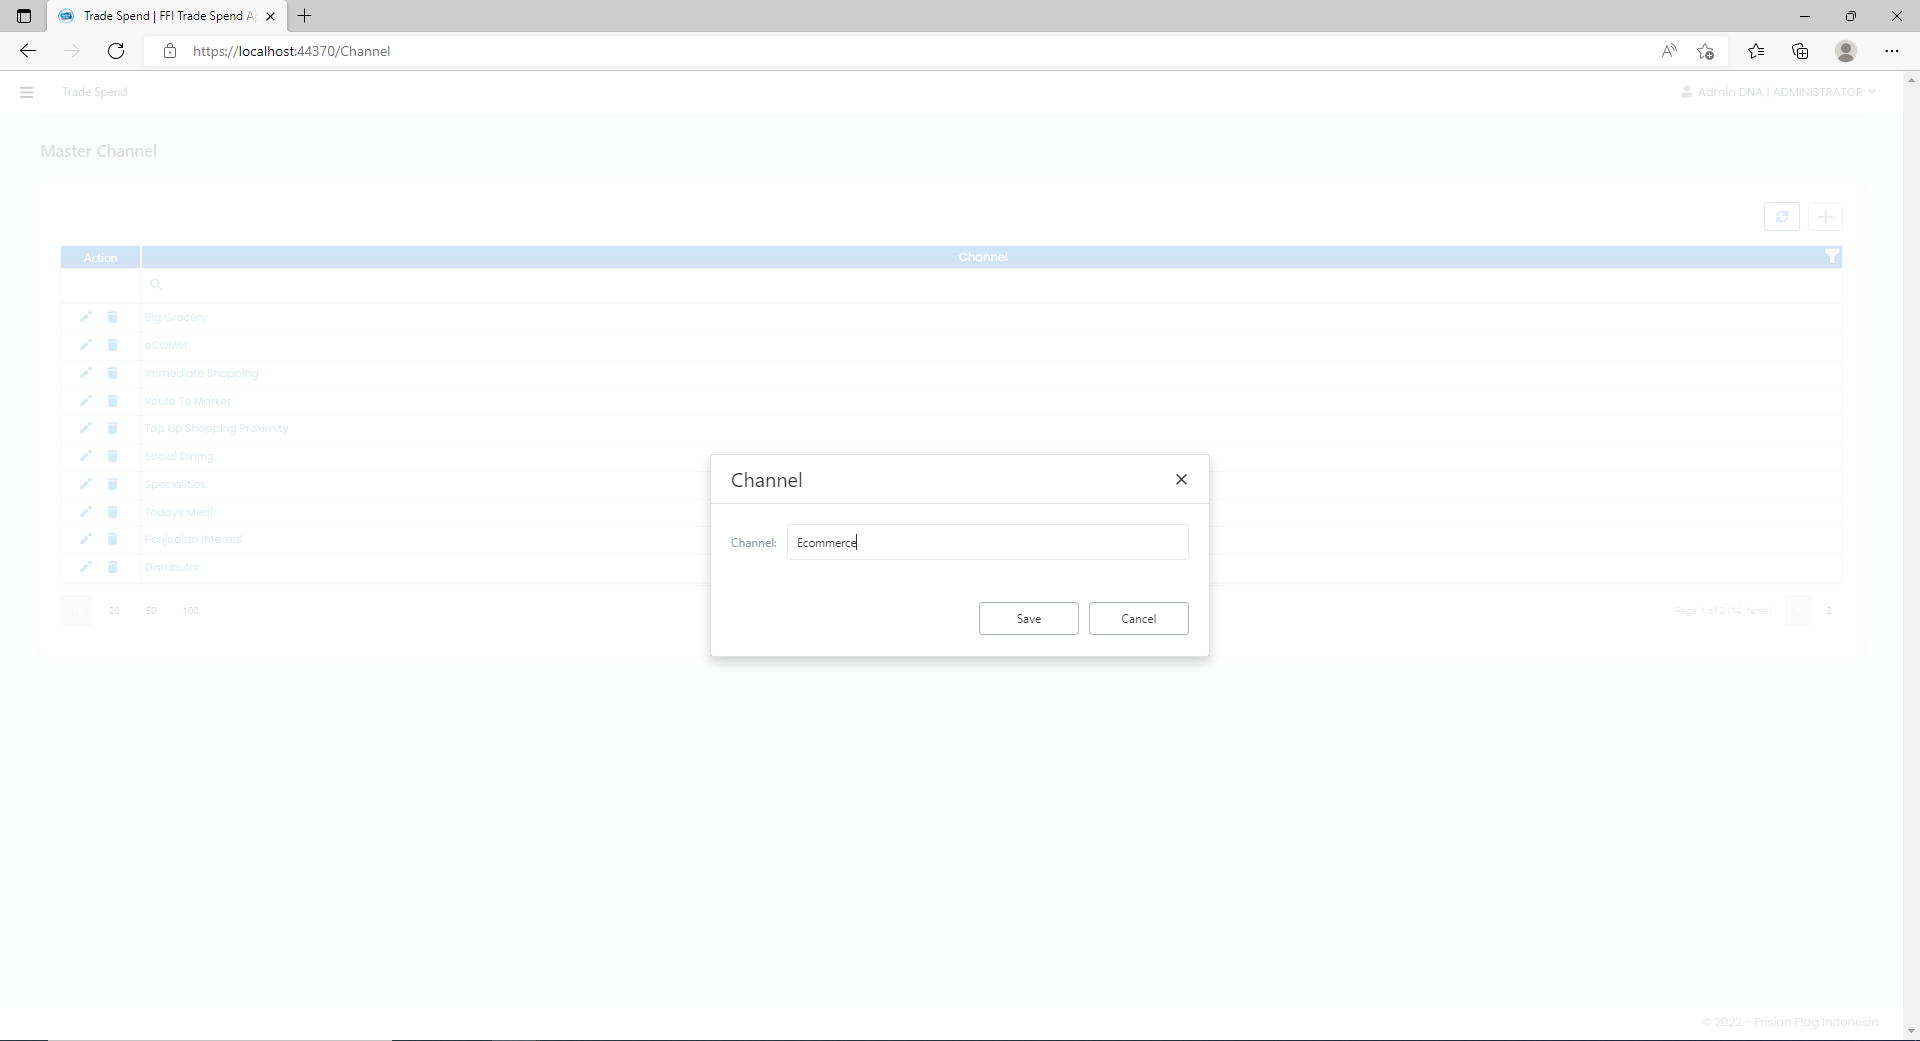 Trade Spend | FFI Trade Spend A
https://localhost:44370/Channel
Trade Spend
Admin DNA | ADMINISTRATOR
Master Channel
Action Channel
Big Grocery
eCOMM
Immediate Shopping
Route To Market
Top Up Shopping Proximity
Social Dining
Specialities
Todays Meal
Penjualan Internal
Distributor
20 50 100
Page 1 of 2 (14 items) 2
Channel
Channel: Ecommerce
Save Cancel
© 2022 - Frisian Flag Indonesia